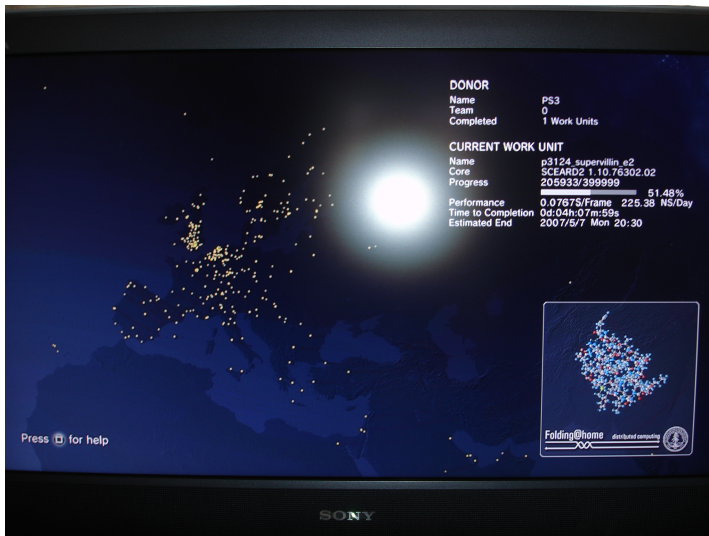 DONOR
Name PS3
Team 0
Completed 1 Work Units
CURRENT WORK UNIT
Name p3124_supervillin_e2
Core SCEARD2 1.10.76302.02
Progress 205933/399999
51.48%
Performance 0.0767S/Frame 225.38 NS/Day
Time to Completion 0d:04h:07m:59s
Estimated End 2007/5/7 Mon 20:30
Press for help
Folding@home distributed computing
SONY